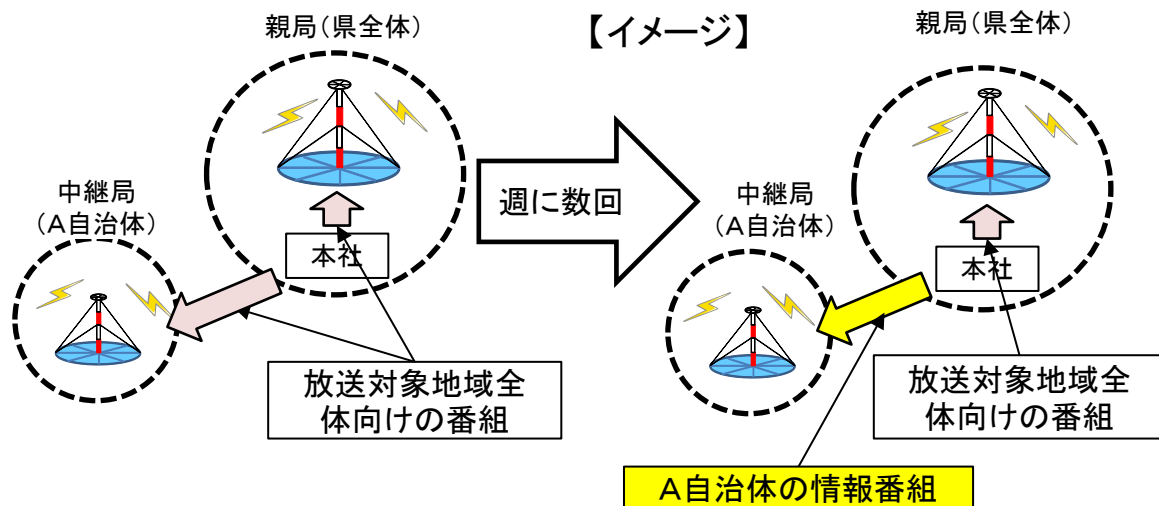 親局(県全体)
【イメージ】
親局(県全体)
中継局
(A自治体)
本社
週に数回
中継局
(A自治体)
本社
放送対象地域全
体向けの番組
放送対象地域全
体向けの番組
A自治体の情報番組